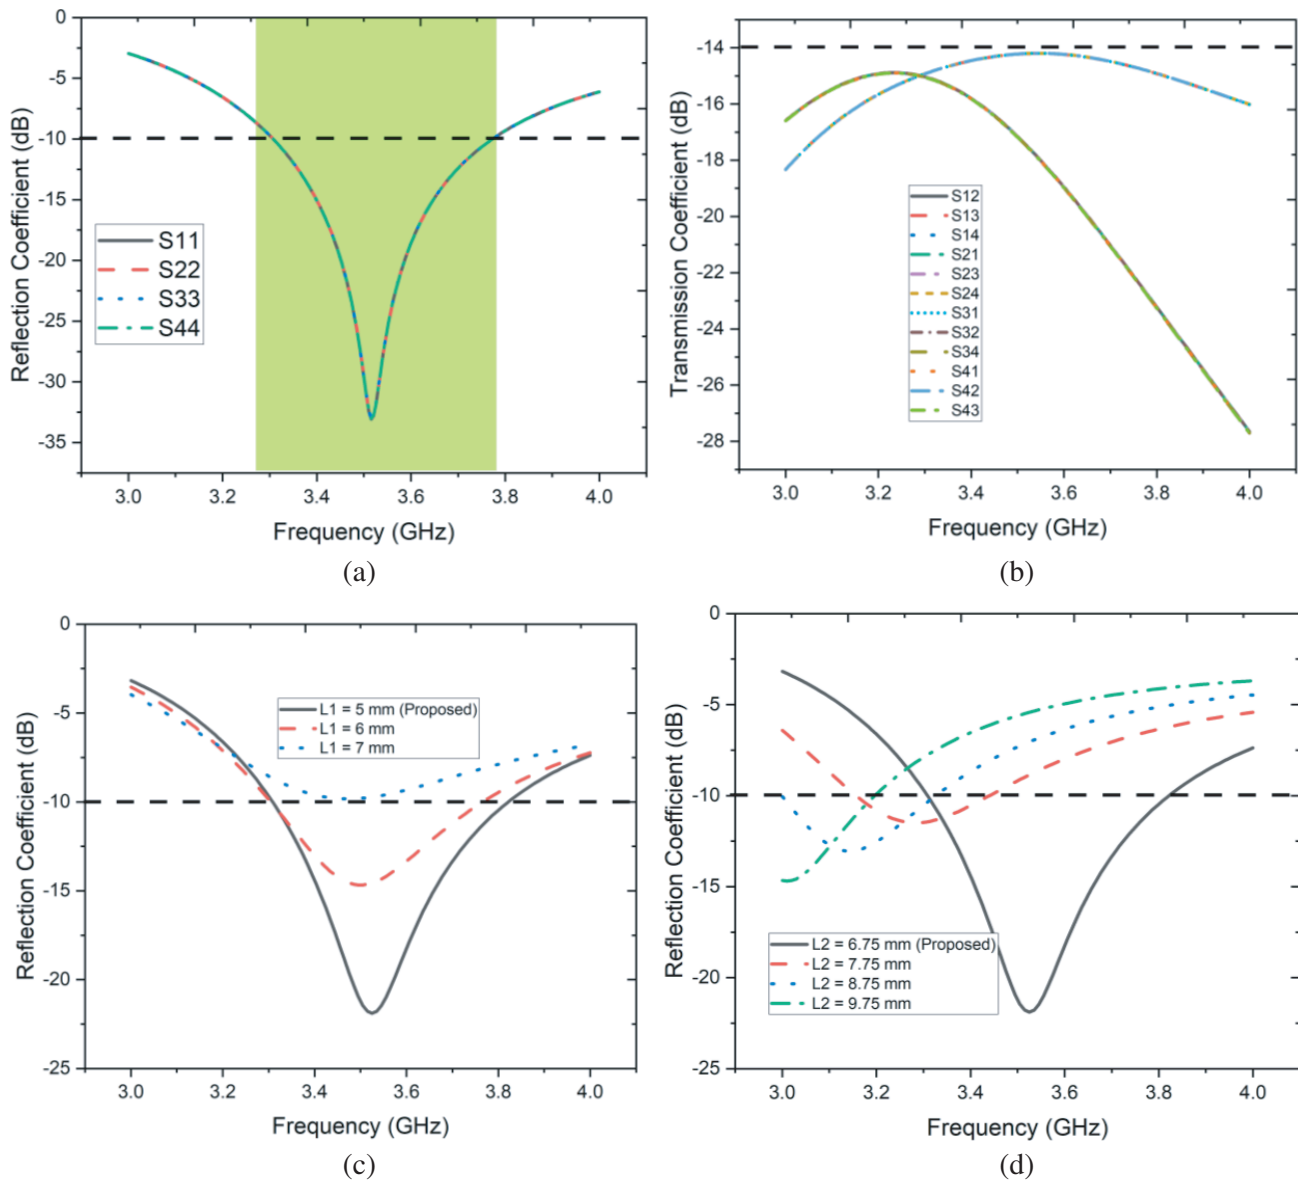 0
-5
-10
-15
-20
-25
-30
-35
Reflection Coefficient (dB)
S11
S22
S33
S44
3.0 3.2 3.4 3.6 3.8 4.0
Frequency (GHz)
(a)
-14
-16
-18
-20
-22
-24
-26
-28
Transmission Coefficient (dB)
S12
S13
S14
S21
S23
S24
S31
S32
S34
S41
S42
S43
3.0 3.2 3.4 3.6 3.8 4.0
Frequency (GHz)
(b)
0
-5
-10
-15
-20
-25
Reflection Coefficient (dB)
L1 = 5 mm (Proposed)
L1 = 6 mm
L1 = 7 mm
3.0 3.2 3.4 3.6 3.8 4.0
Frequency (GHz)
(c)
0
-5
-10
-15
-20
-25
Reflection Coefficient (dB)
L2 = 6.75 mm (Proposed)
L2 = 7.75 mm
L2 = 8.75 mm
L2 = 9.75 mm
3.0 3.2 3.4 3.6 3.8 4.0
Frequency (GHz)
(d)